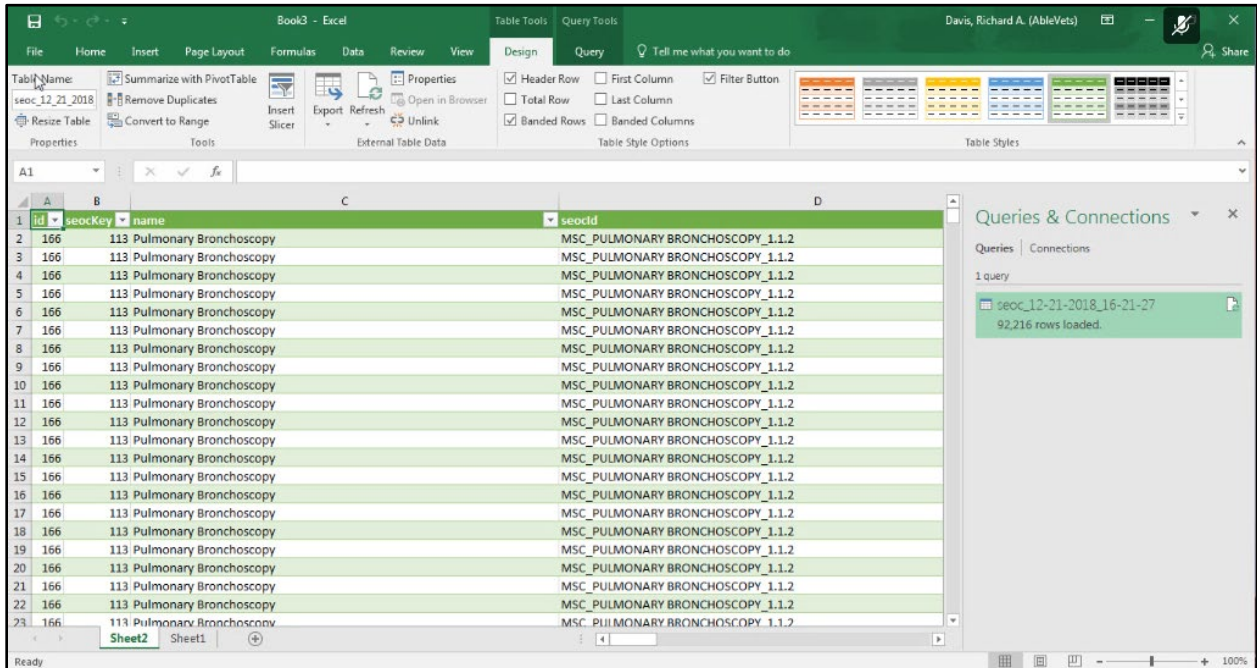 Book3 - Excel
Table Tools
Query Tools
Davis, Richard A. (AbleVets)
File
Home
Insert
Page Layout
Formulas
Data
Review
View
Design
Query
Tell me what you want to do
Share
Table Name:
seoc_12_21_2018
Resize Table
Properties
Summarize with PivotTable
Remove Duplicates
Convert to Range
Tools
Insert
Slicer
Export
Refresh
Properties
Open in Browser
Unlink
External Table Data
Header Row
First Column
Filter Button
Total Row
Last Column
Banded Rows
Banded Columns
Table Style Options
Table Styles
A1
fx
A B C D
1 id seocKey name seocId
2 166 113 Pulmonary Bronchoscopy MSC_PULMONARY BRONCHOSCOPY_1.1.2
3 166 113 Pulmonary Bronchoscopy MSC_PULMONARY BRONCHOSCOPY_1.1.2
4 166 113 Pulmonary Bronchoscopy MSC_PULMONARY BRONCHOSCOPY_1.1.2
5 166 113 Pulmonary Bronchoscopy MSC_PULMONARY BRONCHOSCOPY_1.1.2
6 166 113 Pulmonary Bronchoscopy MSC_PULMONARY BRONCHOSCOPY_1.1.2
7 166 113 Pulmonary Bronchoscopy MSC_PULMONARY BRONCHOSCOPY_1.1.2
8 166 113 Pulmonary Bronchoscopy MSC_PULMONARY BRONCHOSCOPY_1.1.2
9 166 113 Pulmonary Bronchoscopy MSC_PULMONARY BRONCHOSCOPY_1.1.2
10 166 113 Pulmonary Bronchoscopy MSC_PULMONARY BRONCHOSCOPY_1.1.2
11 166 113 Pulmonary Bronchoscopy MSC_PULMONARY BRONCHOSCOPY_1.1.2
12 166 113 Pulmonary Bronchoscopy MSC_PULMONARY BRONCHOSCOPY_1.1.2
13 166 113 Pulmonary Bronchoscopy MSC_PULMONARY BRONCHOSCOPY_1.1.2
14 166 113 Pulmonary Bronchoscopy MSC_PULMONARY BRONCHOSCOPY_1.1.2
15 166 113 Pulmonary Bronchoscopy MSC_PULMONARY BRONCHOSCOPY_1.1.2
16 166 113 Pulmonary Bronchoscopy MSC_PULMONARY BRONCHOSCOPY_1.1.2
17 166 113 Pulmonary Bronchoscopy MSC_PULMONARY BRONCHOSCOPY_1.1.2
18 166 113 Pulmonary Bronchoscopy MSC_PULMONARY BRONCHOSCOPY_1.1.2
19 166 113 Pulmonary Bronchoscopy MSC_PULMONARY BRONCHOSCOPY_1.1.2
20 166 113 Pulmonary Bronchoscopy MSC_PULMONARY BRONCHOSCOPY_1.1.2
21 166 113 Pulmonary Bronchoscopy MSC_PULMONARY BRONCHOSCOPY_1.1.2
22 166 113 Pulmonary Bronchoscopy MSC_PULMONARY BRONCHOSCOPY_1.1.2
23 166 113 Pulmonary Bronchoscopy MSC_PULMONARY BRONCHOSCOPY_1.1.2
Queries & Connections
Queries
Connections
1 query
seoc_12-21-2018_16-21-27
92,216 rows loaded.
Sheet2
Sheet1
Ready
100%